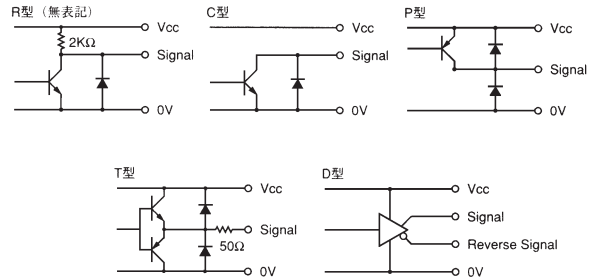 R型（無表記）
Vcc
2KΩ
Signal
0V
C型
Vcc
Signal
0V
P型
Vcc
Signal
0V
T型
Vcc
Signal
50Ω
0V
D型
Vcc
Signal
Reverse Signal
0V